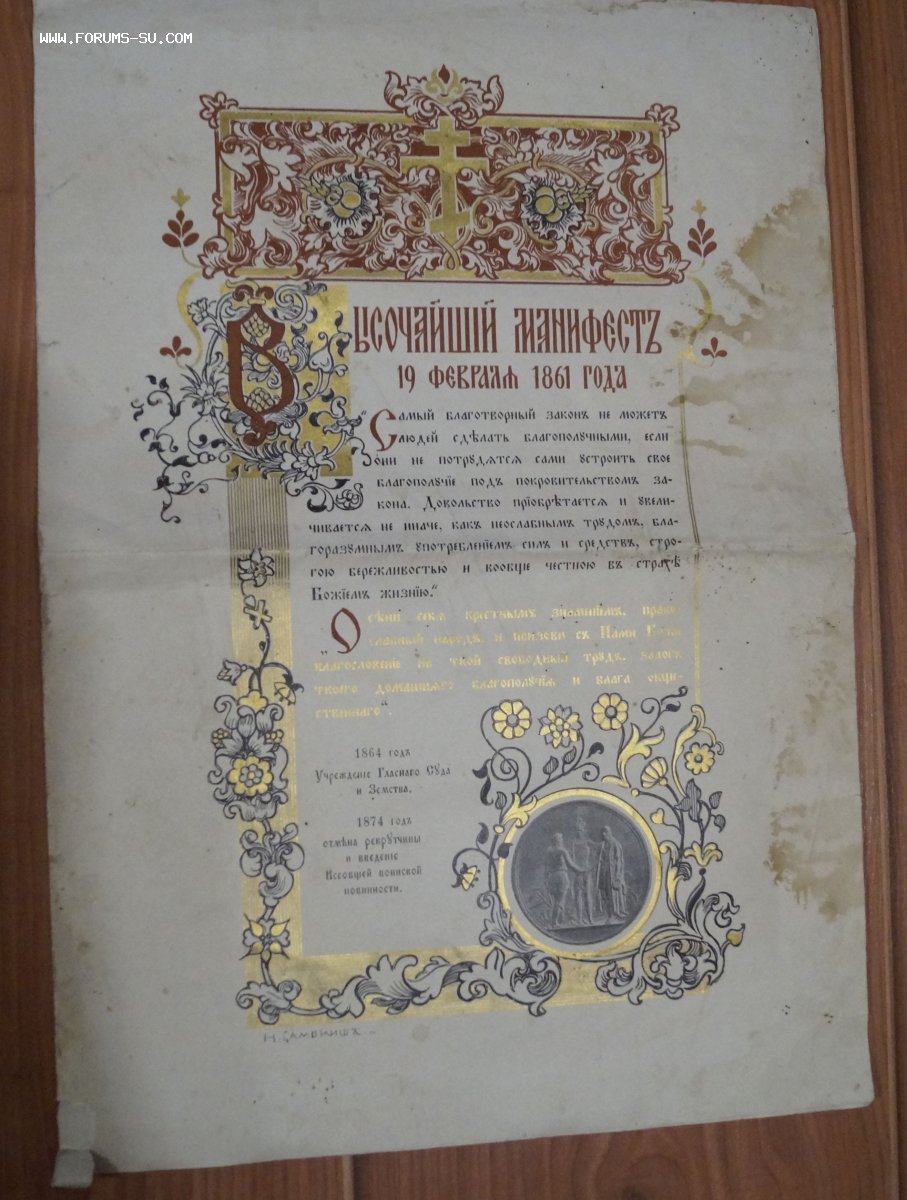 WWW.FORUMS-SU.COM
Высочайшій Манифестъ
19 февраля 1861 года
"Самый благотворный законъ не можетъ
людей сдѣлать благополучными, если
они не потрудятся сами устроить свое
благополучіе подъ покровительствомъ за-
кона. Довольство пріобрѣтается и увели-
чивается не иначе, какъ неослабнымъ трудомъ, бла-
горазумнымъ употребленіемъ силъ и средствъ, стро-
гою бережливостью и вообще честною въ страхѣ
Божіемъ жизнію."
"Осѣни себя крестнымъ знаменіемъ, право-
славный народъ, и призови съ Нами Божіе
благословеніе на твой свободный трудъ, залогъ
твоего домашняго благополучія и блага обще-
ственнаго".
1864 годъ
Учрежденіе Гласнаго Суда
и Земства.
1874 годъ
отмѣна рекрутчины
и введеніе
Всеобщей воинской
повинности.
Н. Самокишъ